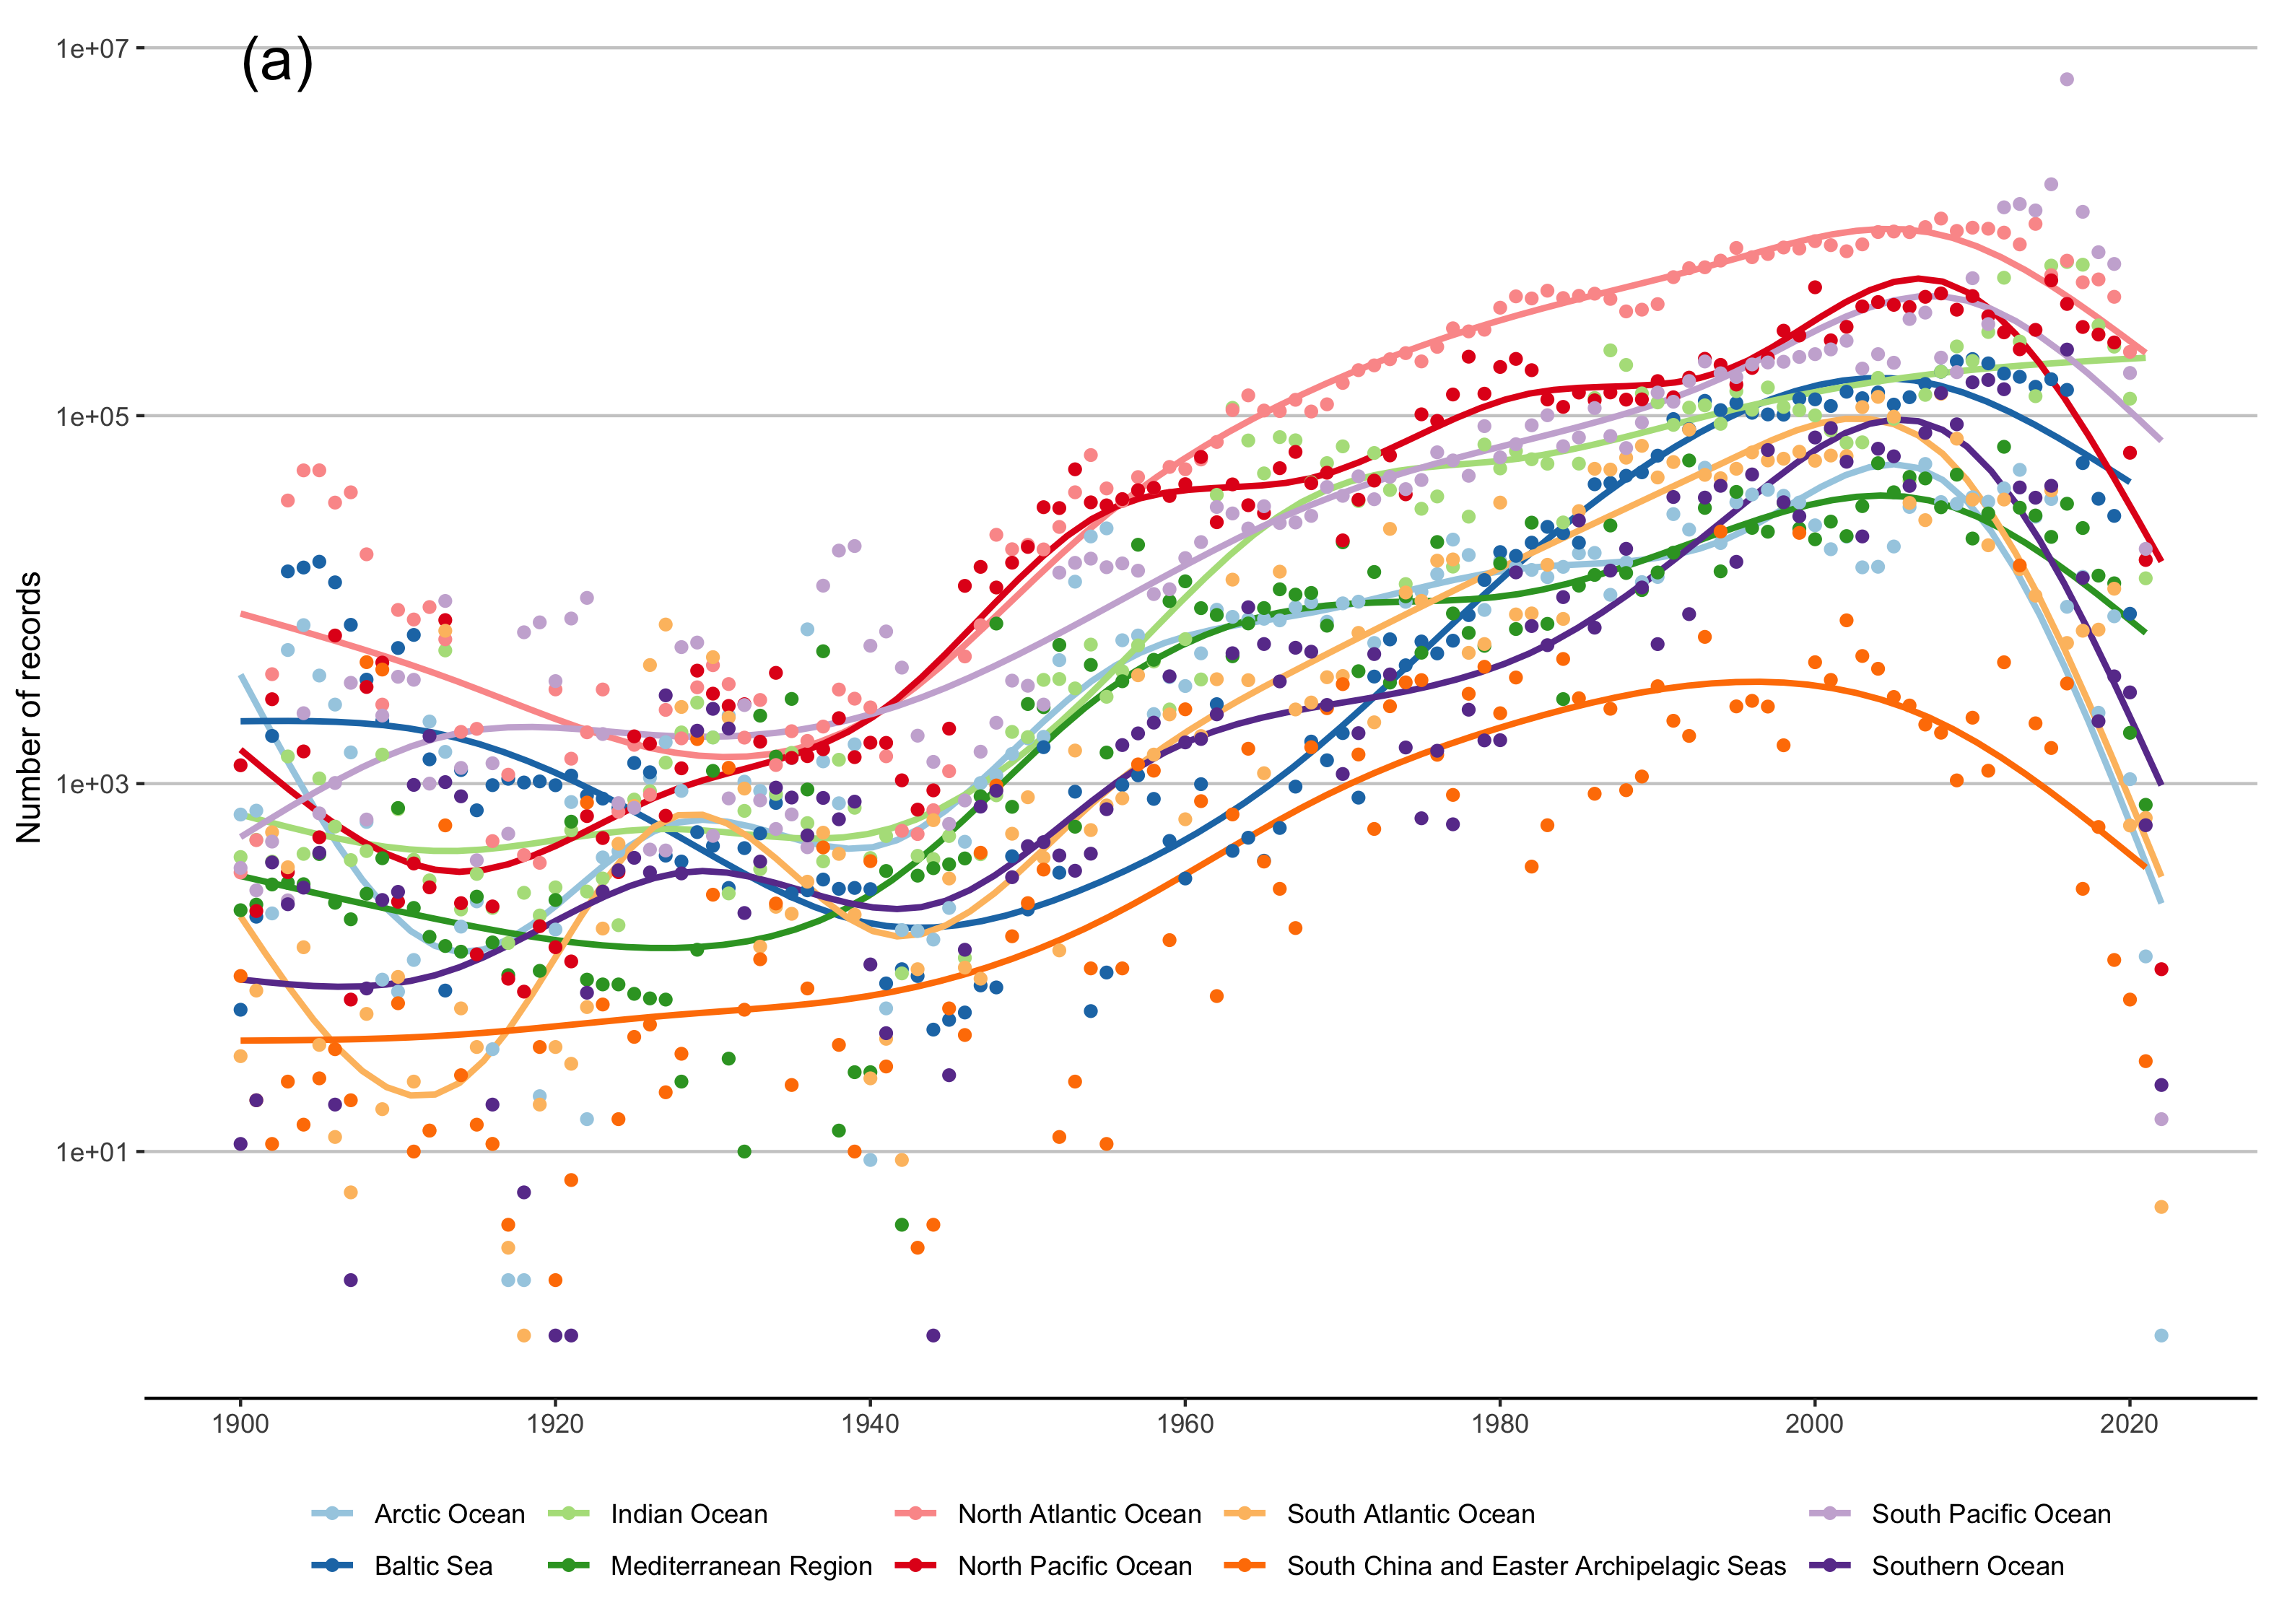 (a)
1e+07
1e+05
1e+03
1e+01
Number of records
1900 1920 1940 1960 1980 2000 2020
Arctic Ocean Indian Ocean North Atlantic Ocean South Atlantic Ocean South Pacific Ocean
Baltic Sea Mediterranean Region North Pacific Ocean South China and Easter Archipelagic Seas Southern Ocean